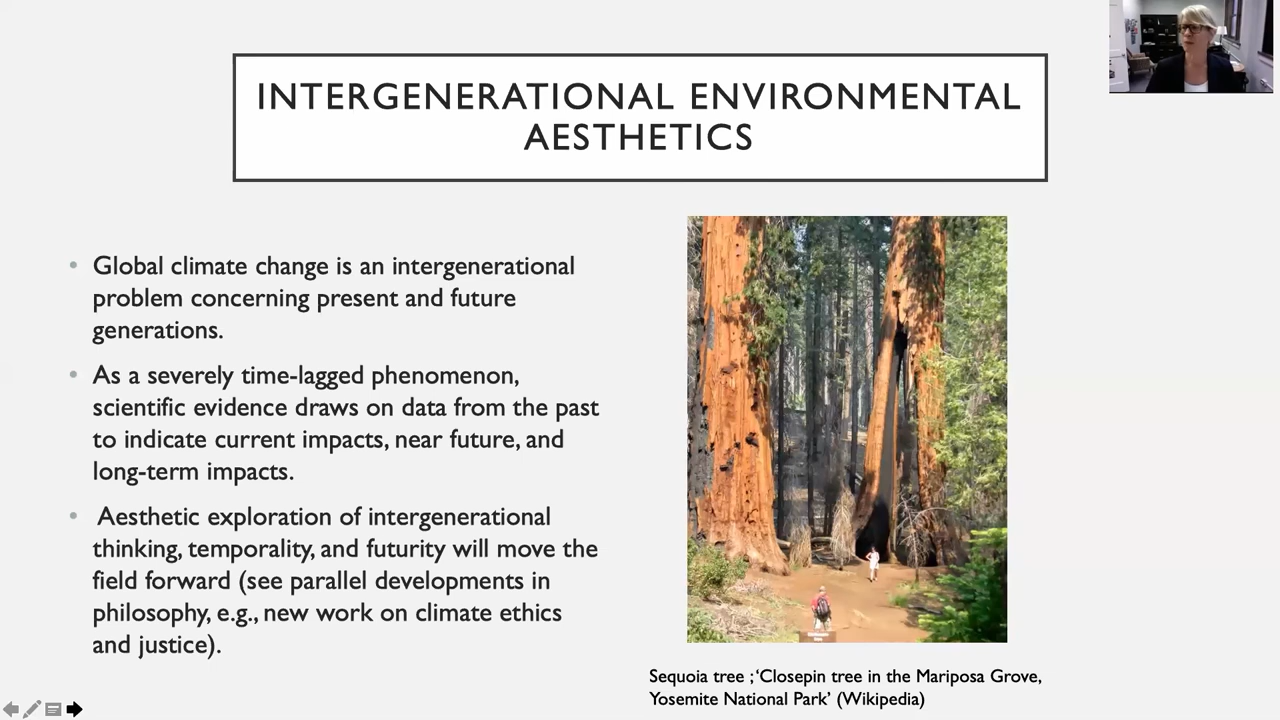 INTERGENERATIONAL ENVIRONMENTAL
AESTHETICS
• Global climate change is an intergenerational
problem concerning present and future
generations.
• As a severely time-lagged phenomenon,
scientific evidence draws on data from the past
to indicate current impacts, near future, and
long-term impacts.
• Aesthetic exploration of intergenerational
thinking, temporality, and futurity will move the
field forward (see parallel developments in
philosophy, e.g., new work on climate ethics
and justice).
Sequoia tree ; ‘Closepin tree in the Mariposa Grove,
Yosemite National Park’ (Wikipedia)